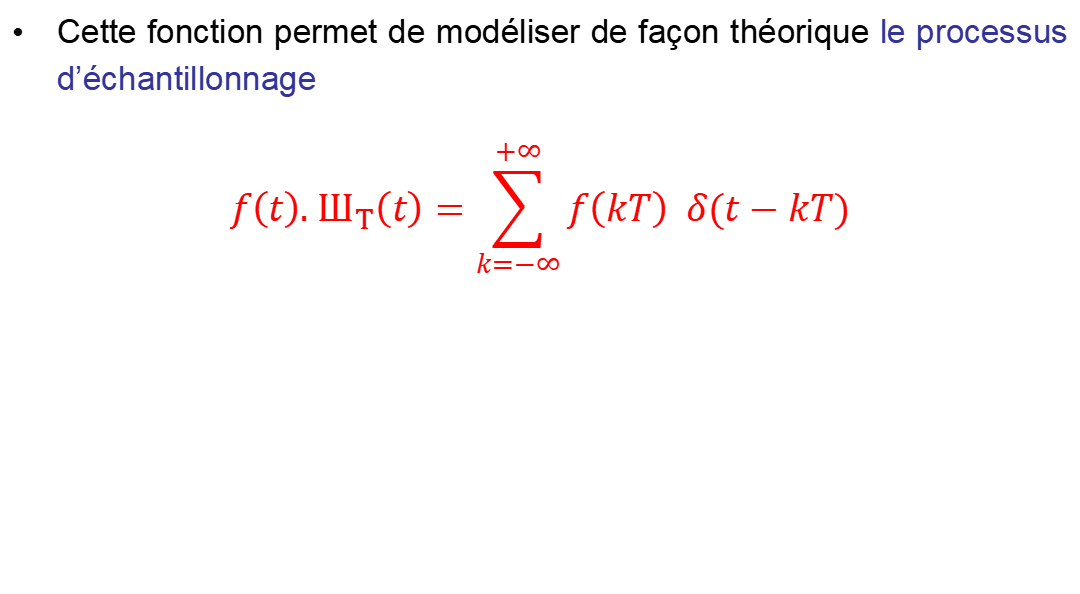 • Cette fonction permet de modéliser de façon théorique le processus
d’échantillonnage
+∞
f(t). Ш_T(t) = ∑ f(kT) δ(t − kT)
k=−∞